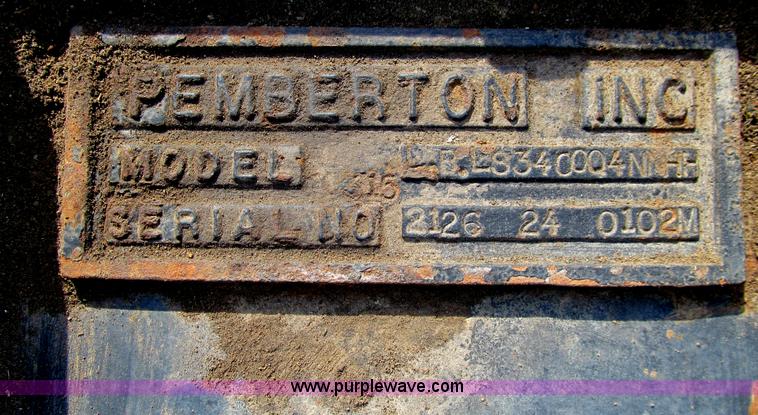 PEMBERTON INC
MODEL
SERIAL NO 2126 24 0102M
www.purplewave.com